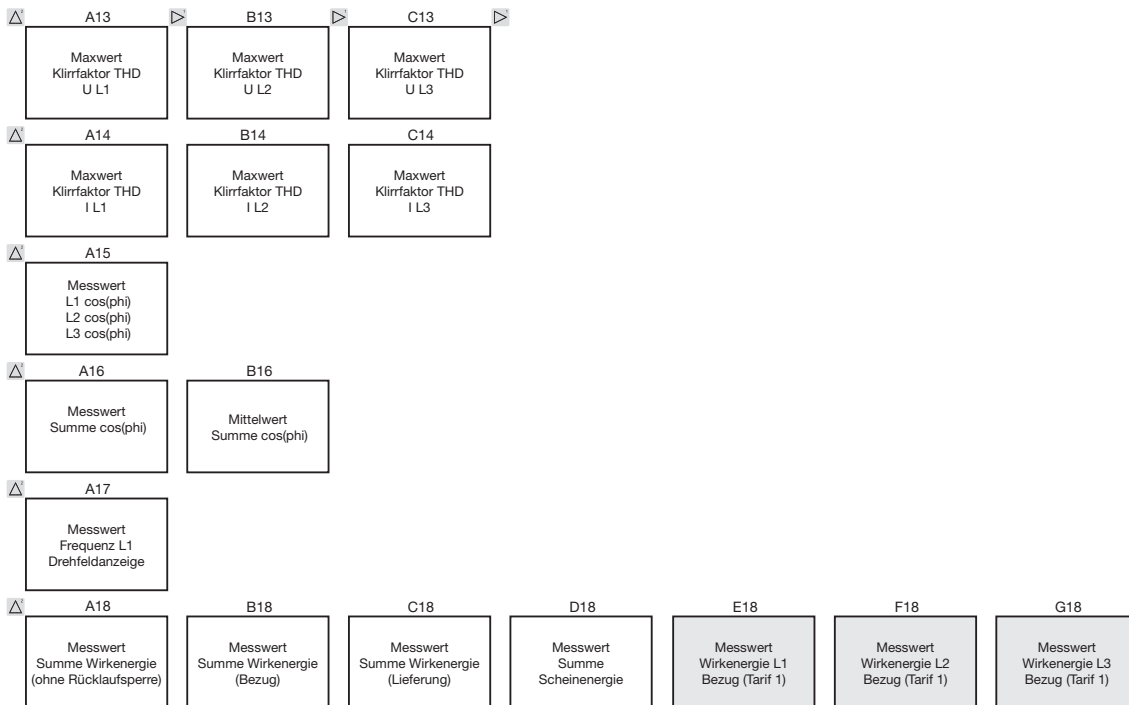 A13
B13
C13
Maxwert
Klirrfaktor THD
U L1
Maxwert
Klirrfaktor THD
U L2
Maxwert
Klirrfaktor THD
U L3
A14
B14
C14
Maxwert
Klirrfaktor THD
I L1
Maxwert
Klirrfaktor THD
I L2
Maxwert
Klirrfaktor THD
I L3
A15
Messwert
L1 cos(phi)
L2 cos(phi)
L3 cos(phi)
A16
B16
Messwert
Summe cos(phi)
Mittelwert
Summe cos(phi)
A17
Messwert
Frequenz L1
Drehfeldanzeige
A18
B18
C18
D18
E18
F18
G18
Messwert
Summe Wirkenergie
(ohne Rücklaufsperre)
Messwert
Summe Wirkenergie
(Bezug)
Messwert
Summe Wirkenergie
(Lieferung)
Messwert
Summe
Scheinenergie
Messwert
Wirkenergie L1
Bezug (Tarif 1)
Messwert
Wirkenergie L2
Bezug (Tarif 1)
Messwert
Wirkenergie L3
Bezug (Tarif 1)